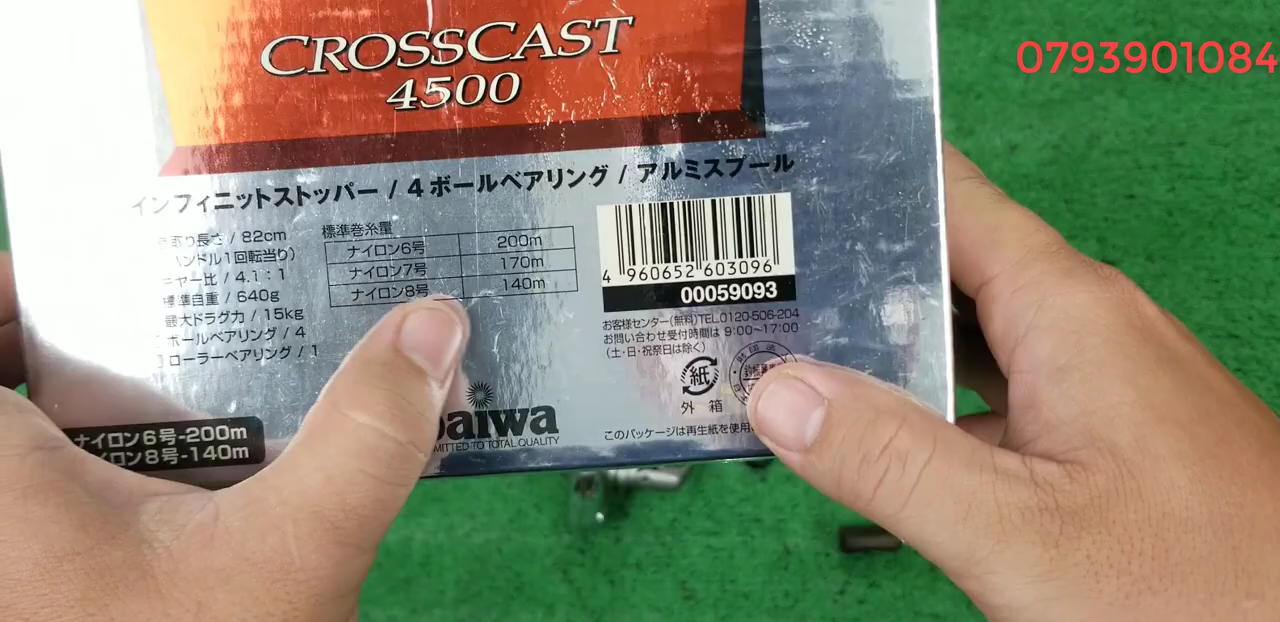 0793901084
CROSSCAST
4500
インフィニットストッパー / 4ボールベアリング / アルミスプール
取り長さ / 82cm
ハンドル1回転当り)
ギヤー比 / 4.1:1
標準自重 / 640g
最大ドラグ力 / 15kg
ボールベアリング / 4
ローラーベアリング / 1
標準巻糸量
ナイロン6号 200m
ナイロン7号 170m
ナイロン8号 140m
4 960652 603096
00059093
お客様センター(無料)TEL0120-506-204
お問い合わせ受付時間は 9:00~17:00
(土・日・祝祭日は除く)
紙
外 箱
このパッケージは再生紙を使用
Daiwa
MITTED TO TOTAL QUALITY
ナイロン6号-200m
イロン8号-140m